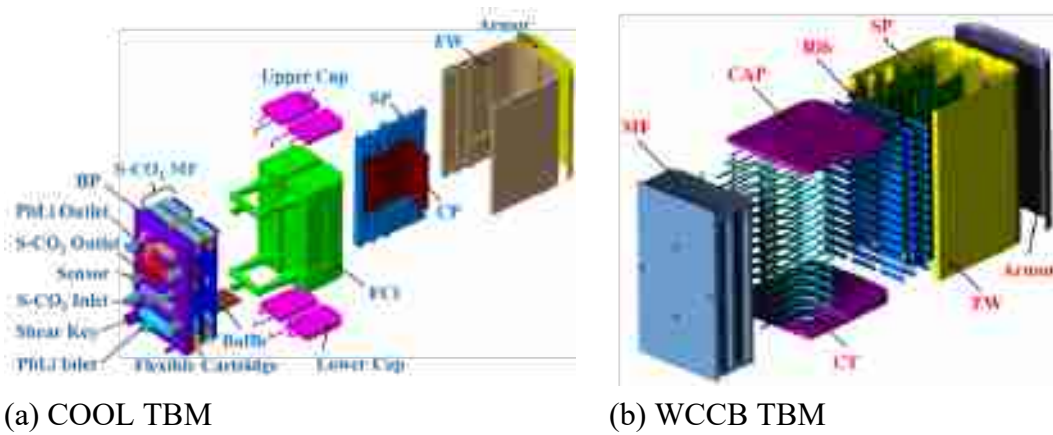 Armor
FW
Upper Cap
SP
S-CO₂ MF
BP
PbLi Outlet
S-CO₂ Outlet
Sensor
S-CO₂ Inlet
Shear Key
PbLi Inlet
Flexible Cartridge
CP
FCI
Lower Cap
SP
RIb
CAP
MF
Armor
FW
CT
(a) COOL TBM
(b) WCCB TBM